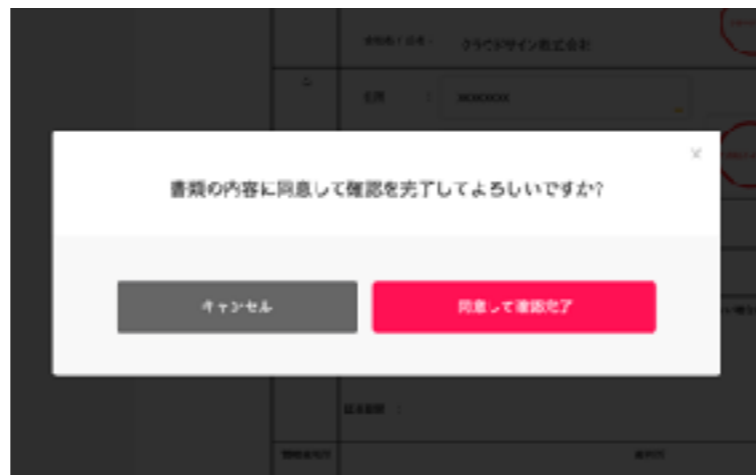 クラウドサイン株式会社
住所 :
書類の内容に同意して確認を完了してよろしいですか?
キャンセル
同意して確認完了